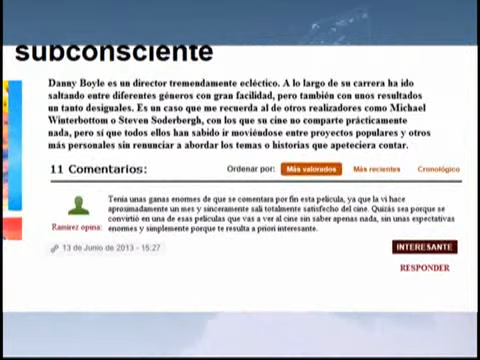 subconsciente
Danny Boyle es un director tremendamente ecléctico. A lo largo de su carrera ha ido
saltando entre diferentes géneros con gran facilidad, pero también con unos resultados
un tanto desiguales. Es un caso que me recuerda al de otros realizadores como Michael
Winterbottom o Steven Soderbergh, con los que su cine no comparte prácticamente
nada, pero sí que todos ellos han sabido ir moviéndose entre proyectos populares y otros
más personales sin renunciar a abordar los temas o historias que apeteciera contar.
11 Comentarios:
Ordenar por: Más valorados Más recientes Cronológico
Tenía unas ganas enormes de que se comentara por fin esta película, ya que la vi hace
aproximadamente un mes y sinceramente salí totalmente satisfecho del cine. Quizás sea porque se
convirtió en una de esas películas que vas a ver al cine sin saber apenas nada, sin unas expectativas
enormes y simplemente porque te resulta a priori interesante.
Ramirez opina:
13 de Junio de 2013 - 15:27
INTERESANTE
RESPONDER